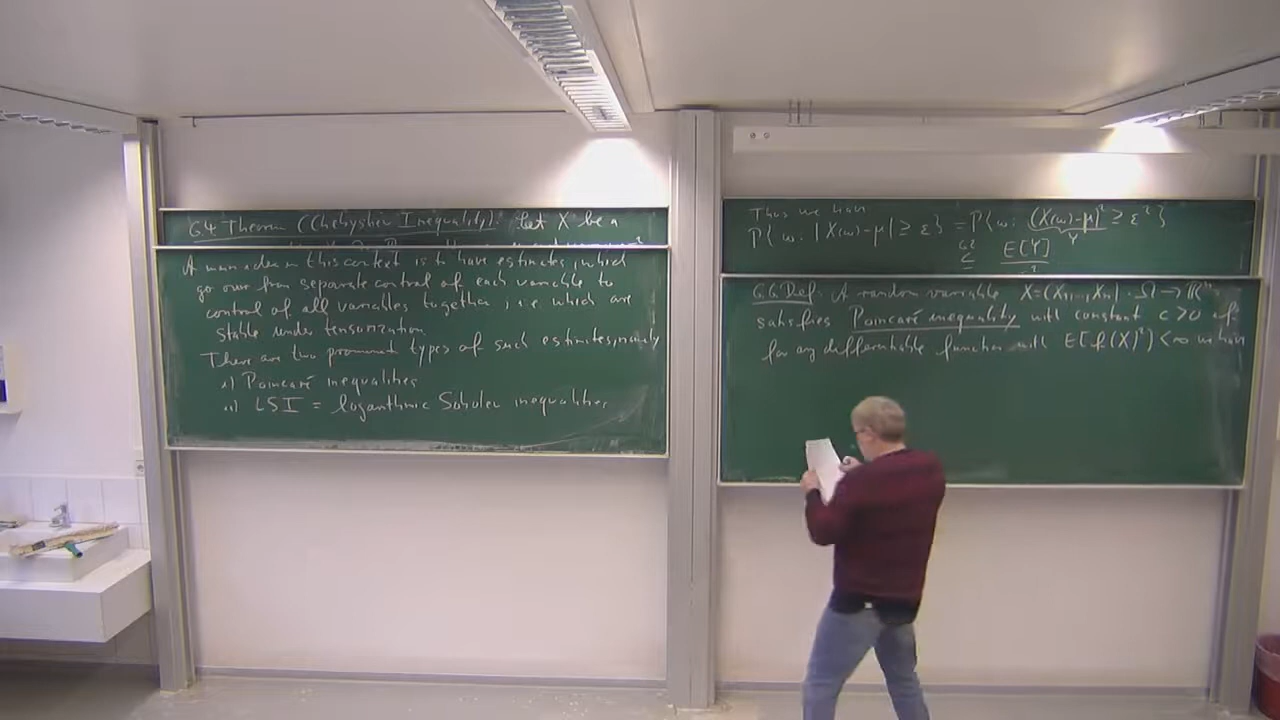 6.4 Theorem (Chebyshev Inequality): Let X be a
A main idea in this context is to have estimates, which
go over from separate control of each variable to
control of all variables together, i.e. which are
stable under tensorization.
There are two prominent types of such estimates, namely
i) Poincaré inequalities
ii) LSI = logarithmic Sobolev inequalities
Thus we have
P{ω: |X(ω)-μ| ≥ ε} = P{ω: (X(ω)-μ)² ≥ ε²}
Y
≤ E[Y]
6.6 Def. A random variable X=(X₁,...,Xₙ): Ω→ℝⁿ
satisfies Poincaré inequality with constant c>0 if
for any differentiable function with E[f(X)²]<∞ we have